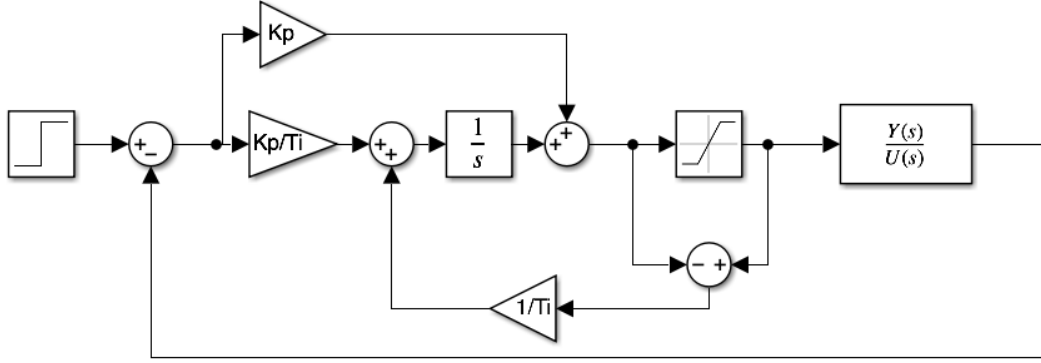 Kp
+
−
Kp/Ti
+
+
1
s
+
+
Y(s)
U(s)
− +
1/Ti